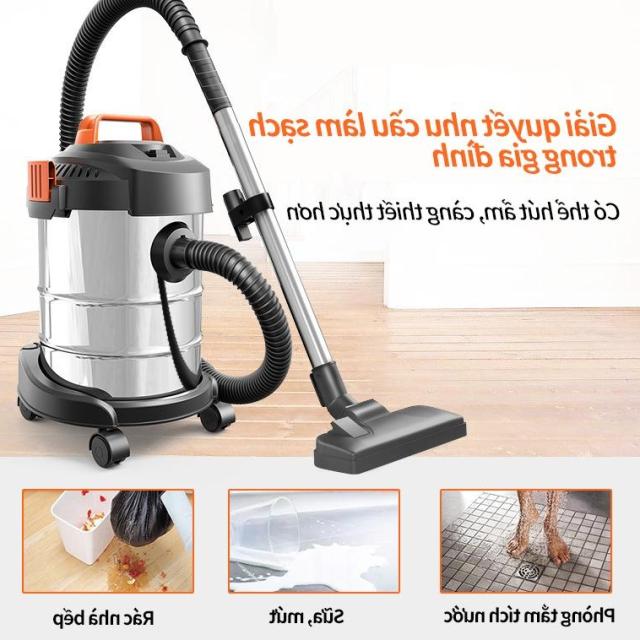 Giải quyết nhu cầu làm sạch
trong gia đình
Có thể hút ẩm, càng thiết thực hơn
Phòng tắm tích nước
Sữa, mứt
Rác nhà bếp